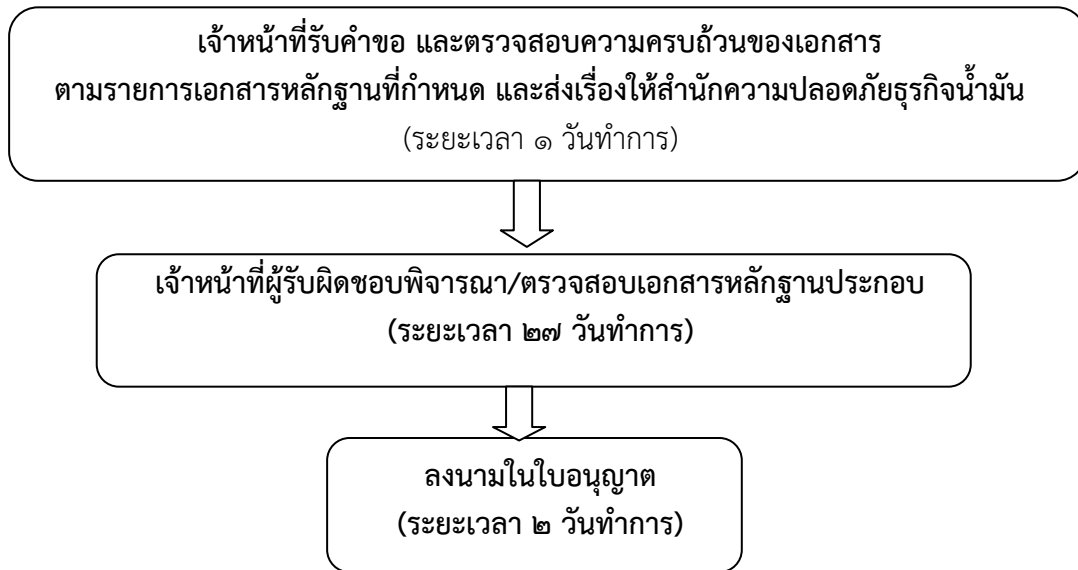 เจ้าหน้าที่รับคำขอ และตรวจสอบความครบถ้วนของเอกสาร
ตามรายการเอกสารหลักฐานที่กำหนด และส่งเรื่องให้สำนักความปลอดภัยธุรกิจน้ำมัน
(ระยะเวลา ๑ วันทำการ)
เจ้าหน้าที่ผู้รับผิดชอบพิจารณา/ตรวจสอบเอกสารหลักฐานประกอบ
(ระยะเวลา ๒๗ วันทำการ)
ลงนามในใบอนุญาต
(ระยะเวลา ๒ วันทำการ)